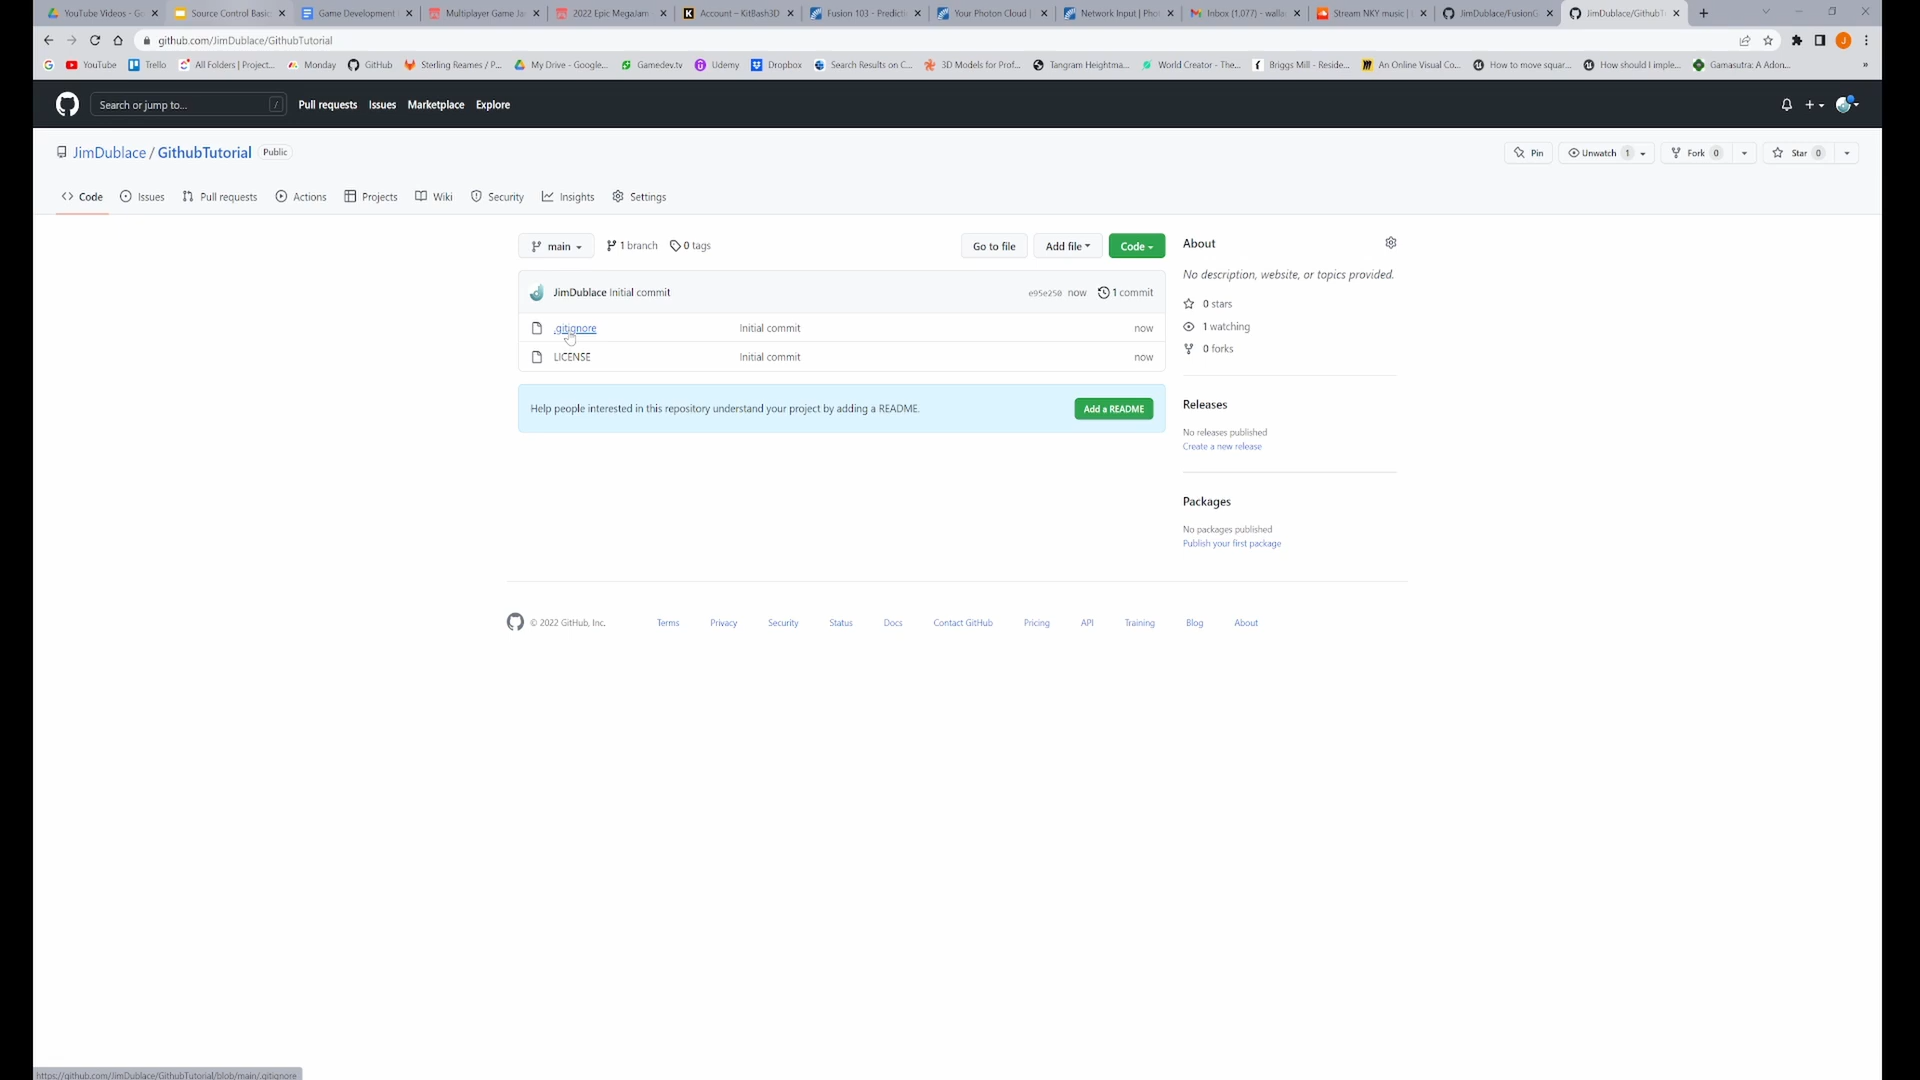 YouTube Videos - Go
Source Control Basic
Game Development
Multiplayer Game Ja
2022 Epic MegaJam
Account – KitBash3D
Fusion 103 - Predicti
Your Photon Cloud |
Network Input | Pho
Inbox (1,077) - walla
Stream NKY music |
JimDublace/FusionG
JimDublace/GithubT
github.com/JimDublace/GithubTutorial
J
YouTube
Trello
All Folders | Project...
Monday
GitHub
Sterling Reames / P...
My Drive - Google...
Gamedev.tv
Udemy
Dropbox
Search Results on C...
3D Models for Prof...
Tangram Heightma...
World Creator - The...
Briggs Mill - Reside...
An Online Visual Co...
How to move squar...
How should I imple...
Gamasutra: A Adon...
»
Search or jump to... /
Pull requests Issues Marketplace Explore
JimDublace / GithubTutorial Public
Pin
Unwatch 1
Fork 0
Star 0
Code Issues Pull requests Actions Projects Wiki Security Insights Settings
main 1 branch 0 tags
Go to file Add file Code
JimDublace Initial commit e95e250 now 1 commit
.gitignore Initial commit now
LICENSE Initial commit now
Help people interested in this repository understand your project by adding a README. Add a README
About
No description, website, or topics provided.
0 stars
1 watching
0 forks
Releases
No releases published
Create a new release
Packages
No packages published
Publish your first package
© 2022 GitHub, Inc. Terms Privacy Security Status Docs Contact GitHub Pricing API Training Blog About
https://github.com/JimDublace/GithubTutorial/blob/main/.gitignore